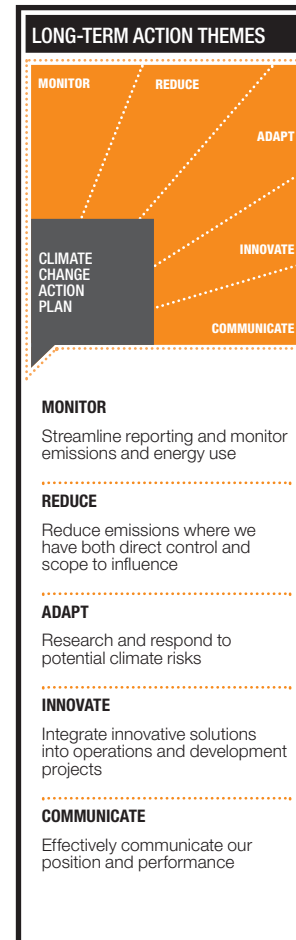 LONG-TERM ACTION THEMES
MONITOR
REDUCE
ADAPT
INNOVATE
COMMUNICATE
CLIMATE
CHANGE
ACTION
PLAN
MONITOR
Streamline reporting and monitor
emissions and energy use
REDUCE
Reduce emissions where we
have both direct control and
scope to influence
ADAPT
Research and respond to
potential climate risks
INNOVATE
Integrate innovative solutions
into operations and development
projects
COMMUNICATE
Effectively communicate our
position and performance